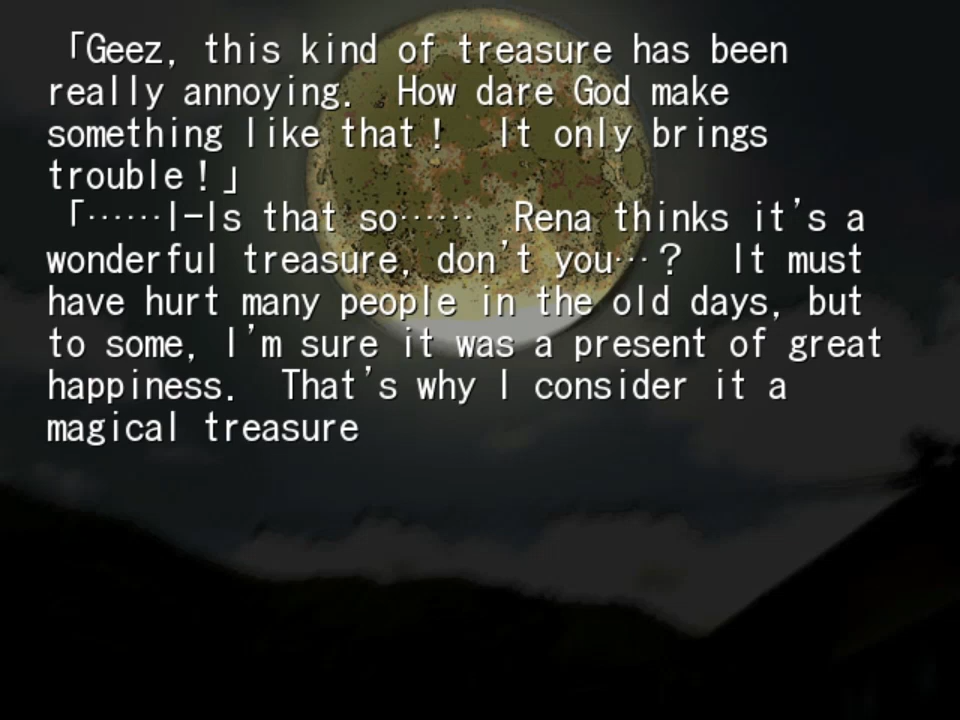 「Geez, this kind of treasure has been
really annoying.  How dare God make
something like that！  It only brings
trouble！」
「……I-Is that so……  Rena thinks it's a
wonderful treasure, don't you…？  It must
have hurt many people in the old days, but
to some, I'm sure it was a present of great
happiness.  That's why I consider it a
magical treasure